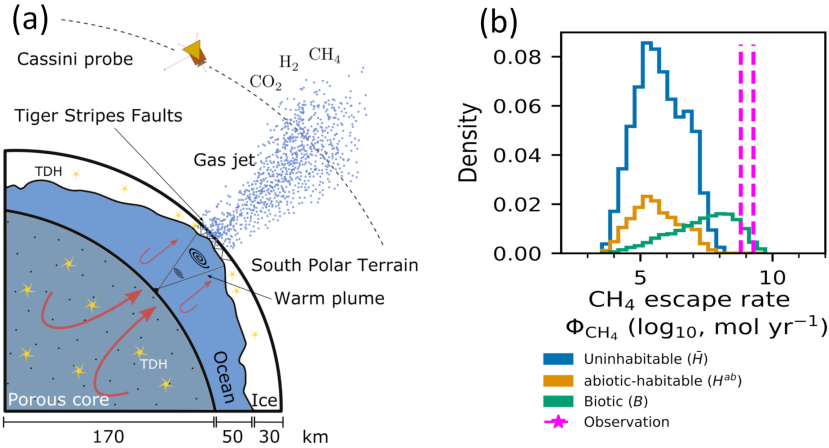 (a)
Cassini probe
CO₂
H₂
CH₄
Tiger Stripes Faults
Gas jet
TDH
South Polar Terrain
Warm plume
TDH
Porous core
Ocean
Ice
170
50
30
km
(b)
Density
0.08
0.06
0.04
0.02
0.00
5
10
CH₄ escape rate
Φ_CH₄ (log₁₀, mol yr⁻¹)
Uninhabitable (H̄)
abiotic-habitable (Hᵃᵇ)
Biotic (B)
Observation